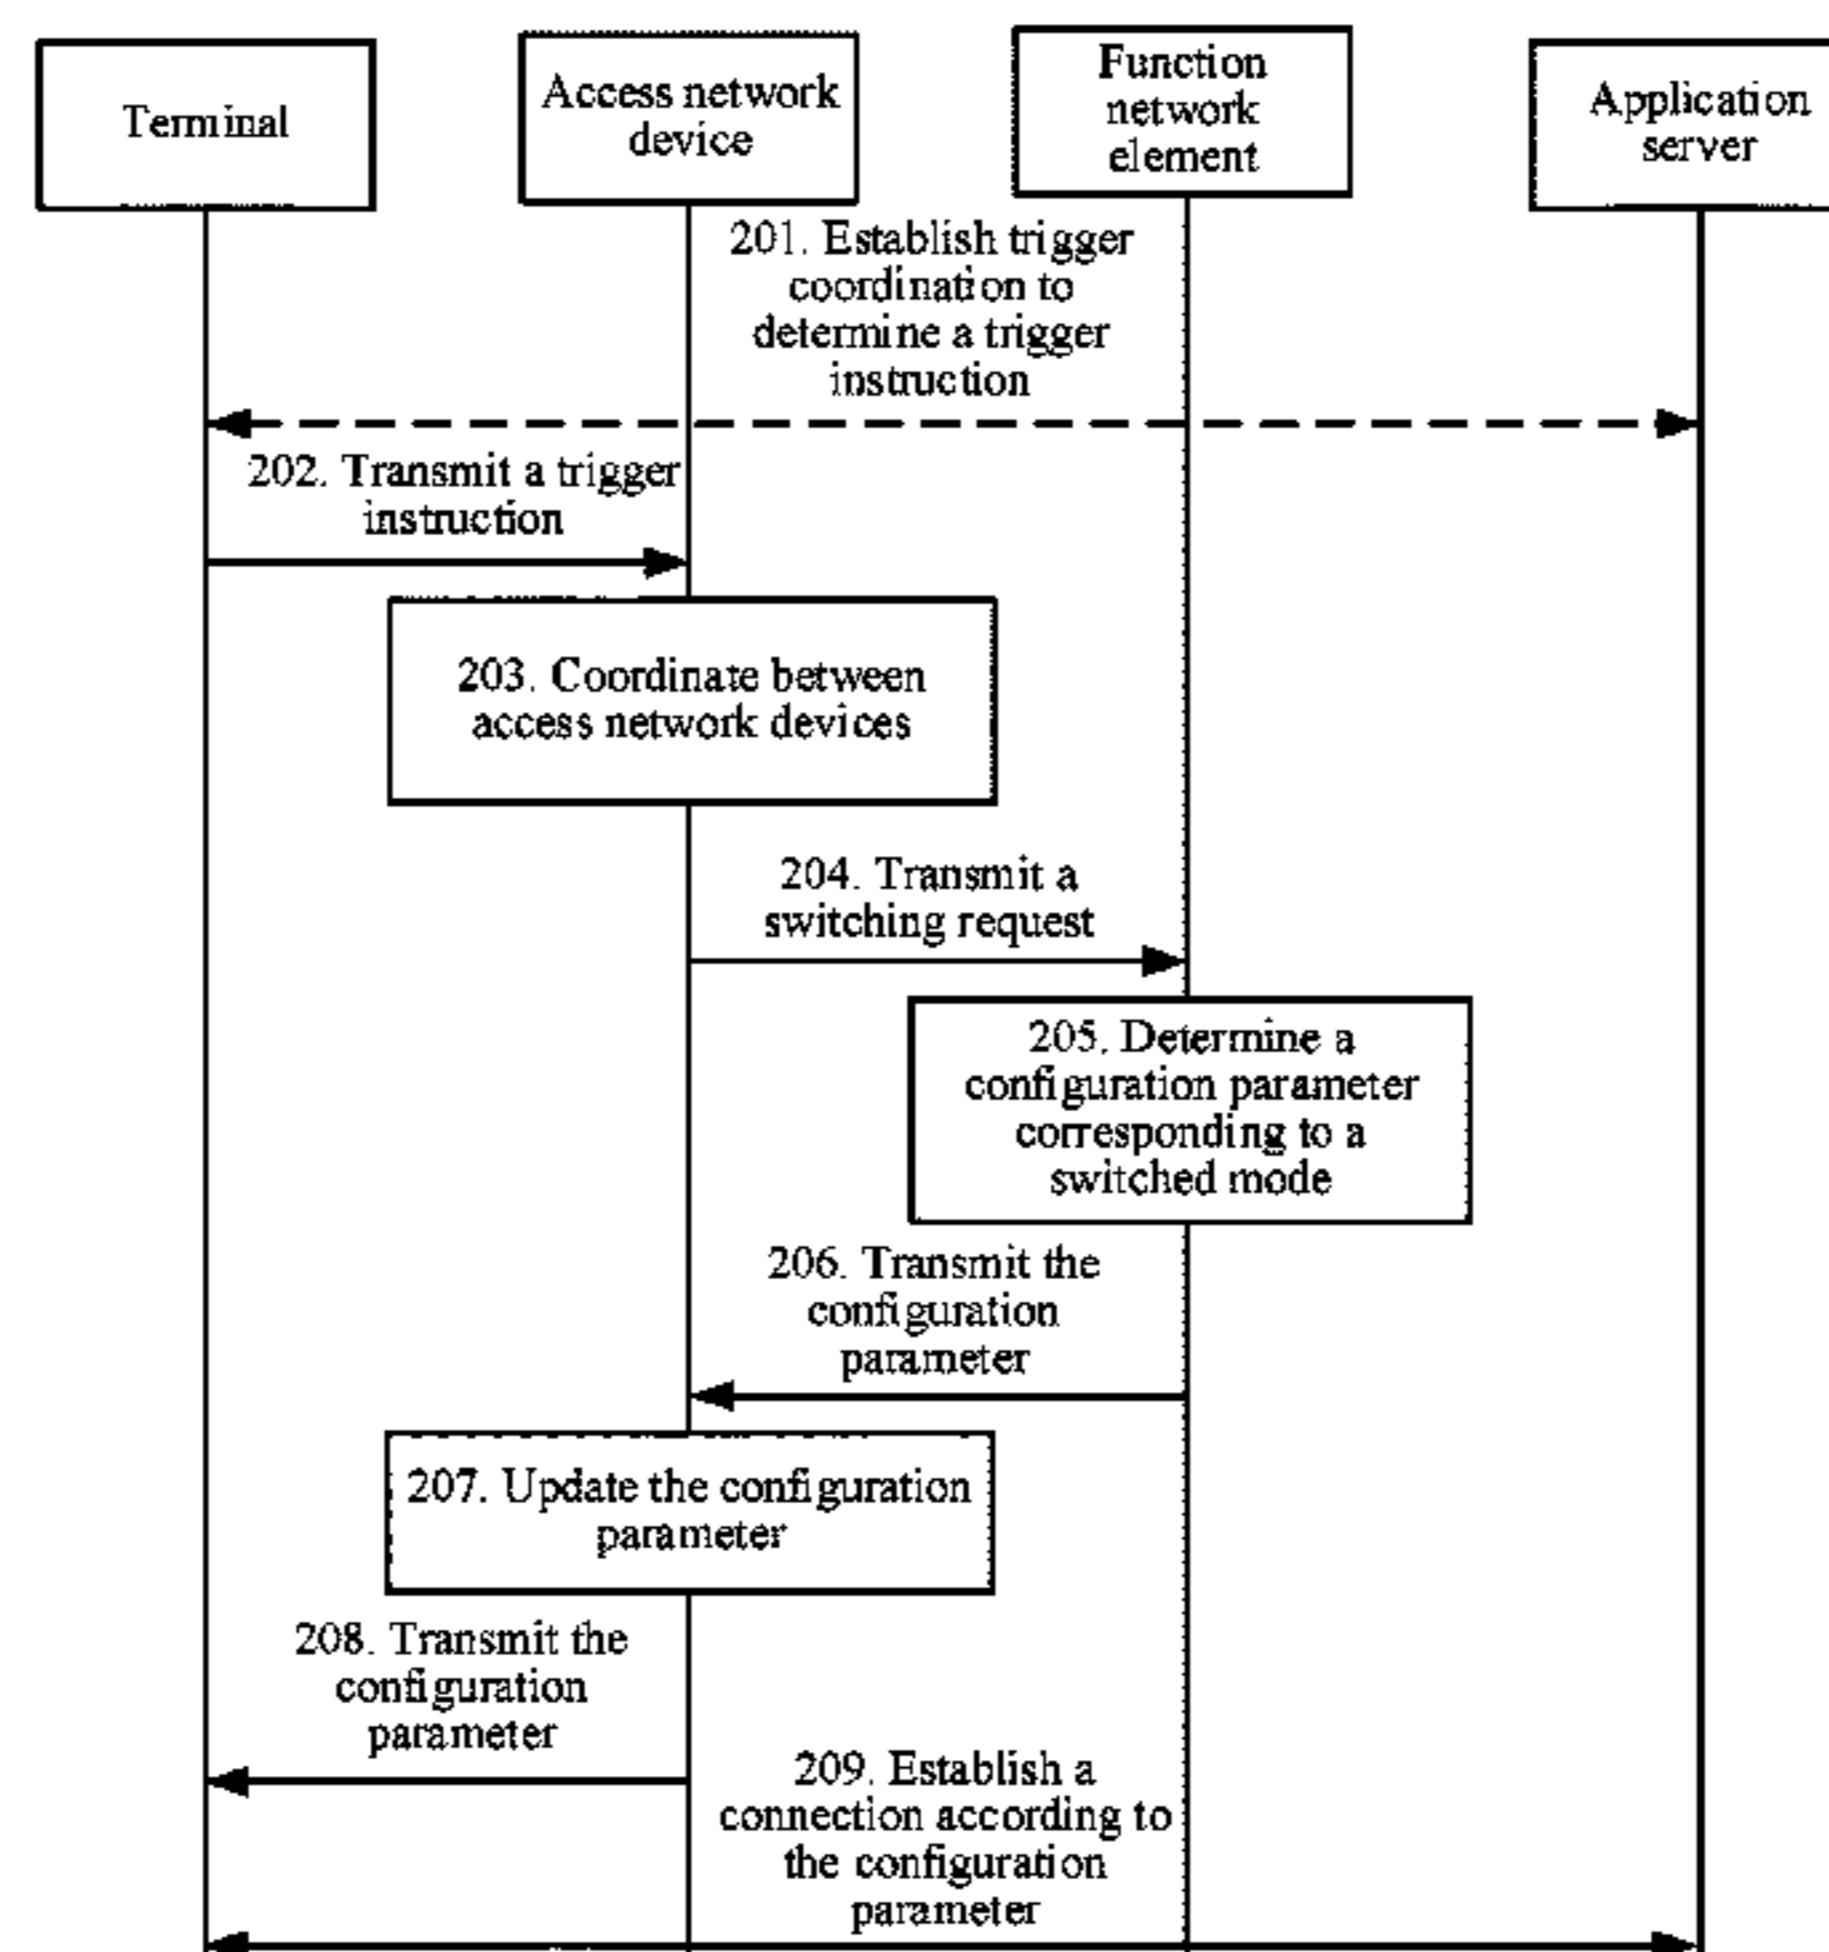 Terminal
Access network
device
Function
network
element
Application
server
201. Establish trigger
coordination to
determine a trigger
instruction
202. Transmit a trigger
instruction
203. Coordinate between
access network devices
204. Transmit a
switching request
205. Determine a
configuration parameter
corresponding to a
switched mode
206. Transmit the
configuration
parameter
207. Update the configuration
parameter
208. Transmit the
configuration
parameter
209. Establish a
connection according to
the configuration
parameter